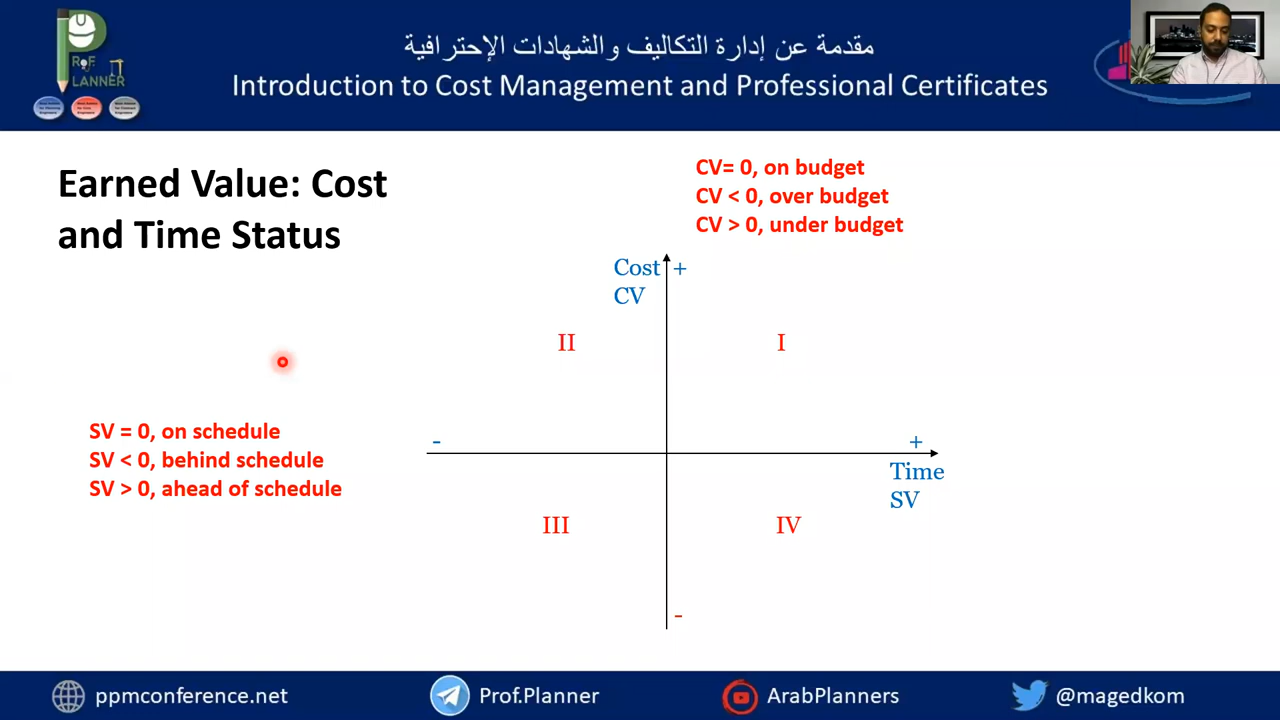 PROF.
PLANNER
مقدمة عن إدارة التكاليف والشهادات الإحترافية
Introduction to Cost Management and Professional Certificates
Earned Value: Cost
and Time Status
CV= 0, on budget
CV < 0, over budget
CV > 0, under budget
Cost +
CV
II
I
SV = 0, on schedule
SV < 0, behind schedule
SV > 0, ahead of schedule
-
+
Time
SV
III
IV
-
ppmconference.net
Prof.Planner
ArabPlanners
@magedkom